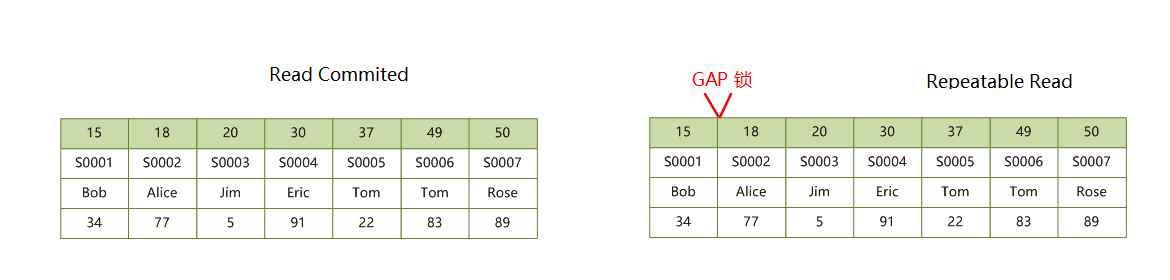 Read Commited
15 18 20 30 37 49 50
S0001 S0002 S0003 S0004 S0005 S0006 S0007
Bob Alice Jim Eric Tom Tom Rose
34 77 5 91 22 83 89
GAP 锁
Repeatable Read
15 18 20 30 37 49 50
S0001 S0002 S0003 S0004 S0005 S0006 S0007
Bob Alice Jim Eric Tom Tom Rose
34 77 5 91 22 83 89